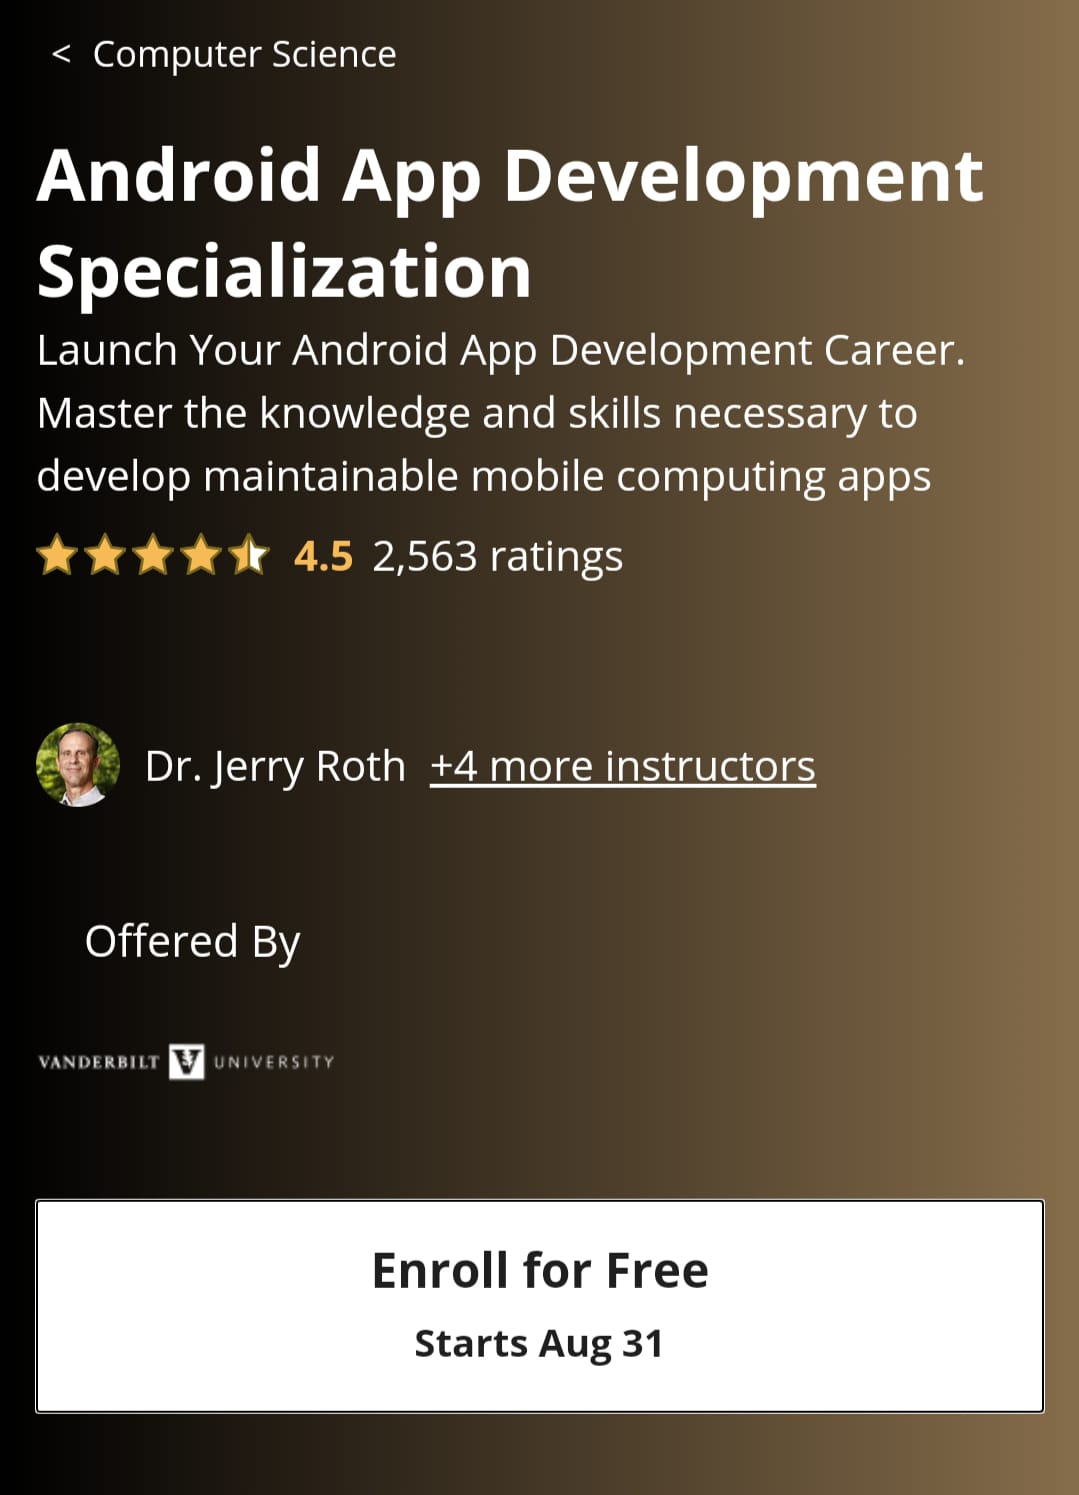 < Computer Science
Android App Development
Specialization
Launch Your Android App Development Career.
Master the knowledge and skills necessary to
develop maintainable mobile computing apps
4.5 2,563 ratings
Dr. Jerry Roth +4 more instructors
Offered By
VANDERBILT V UNIVERSITY
Enroll for Free
Starts Aug 31